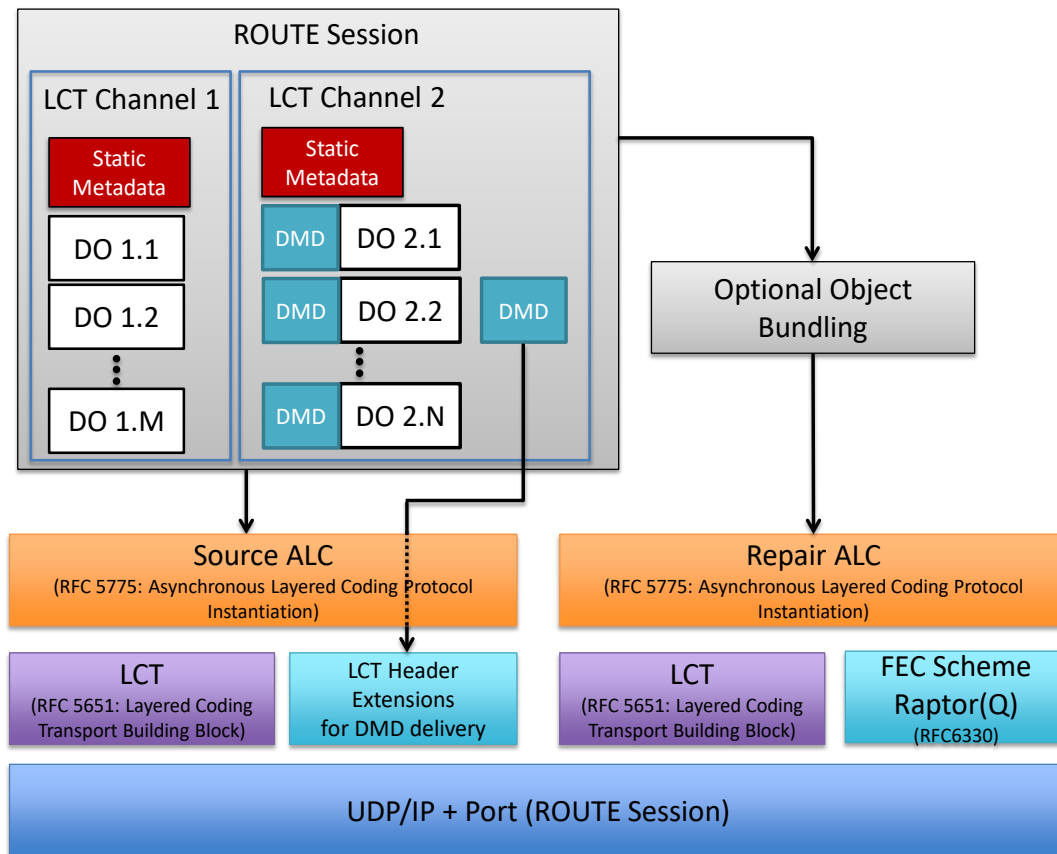 ROUTE Session
LCT Channel 1
Static
Metadata
DO 1.1
DO 1.2
DO 1.M
LCT Channel 2
Static
Metadata
DMD
DO 2.1
DMD
DO 2.2
DMD
DMD
DO 2.N
Optional Object
Bundling
Source ALC
(RFC 5775: Asynchronous Layered Coding Protocol
Instantiation)
Repair ALC
(RFC 5775: Asynchronous Layered Coding Protocol
Instantiation)
LCT
(RFC 5651: Layered Coding
Transport Building Block)
LCT Header
Extensions
for DMD delivery
LCT
(RFC 5651: Layered Coding
Transport Building Block)
FEC Scheme
Raptor(Q)
(RFC6330)
UDP/IP + Port (ROUTE Session)